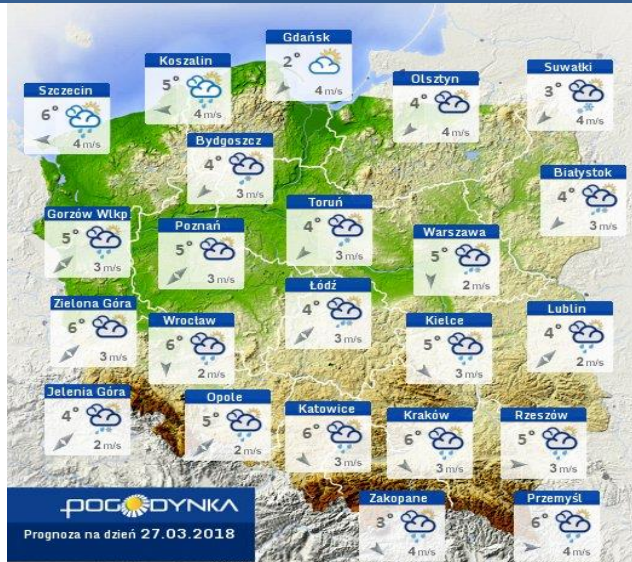 Gdańsk
2°
4 m/s
Koszalin
5°
4 m/s
Suwałki
3°
4 m/s
Olsztyn
4°
4 m/s
Szczecin
6°
4 m/s
Bydgoszcz
4°
3 m/s
Białystok
4°
3 m/s
Toruń
4°
3 m/s
Gorzów Wlkp
5°
3 m/s
Poznań
5°
3 m/s
Warszawa
5°
2 m/s
Łódź
4°
3 m/s
Zielona Góra
6°
3 m/s
Lublin
4°
2 m/s
Wrocław
6°
2 m/s
Kielce
5°
3 m/s
Jelenia Góra
4°
2 m/s
Opole
5°
2 m/s
Katowice
6°
3 m/s
Kraków
6°
3 m/s
Rzeszów
5°
3 m/s
Zakopane
3°
4 m/s
Przemyśl
6°
4 m/s
POGODYNKA
Prognoza na dzień 27.03.2018